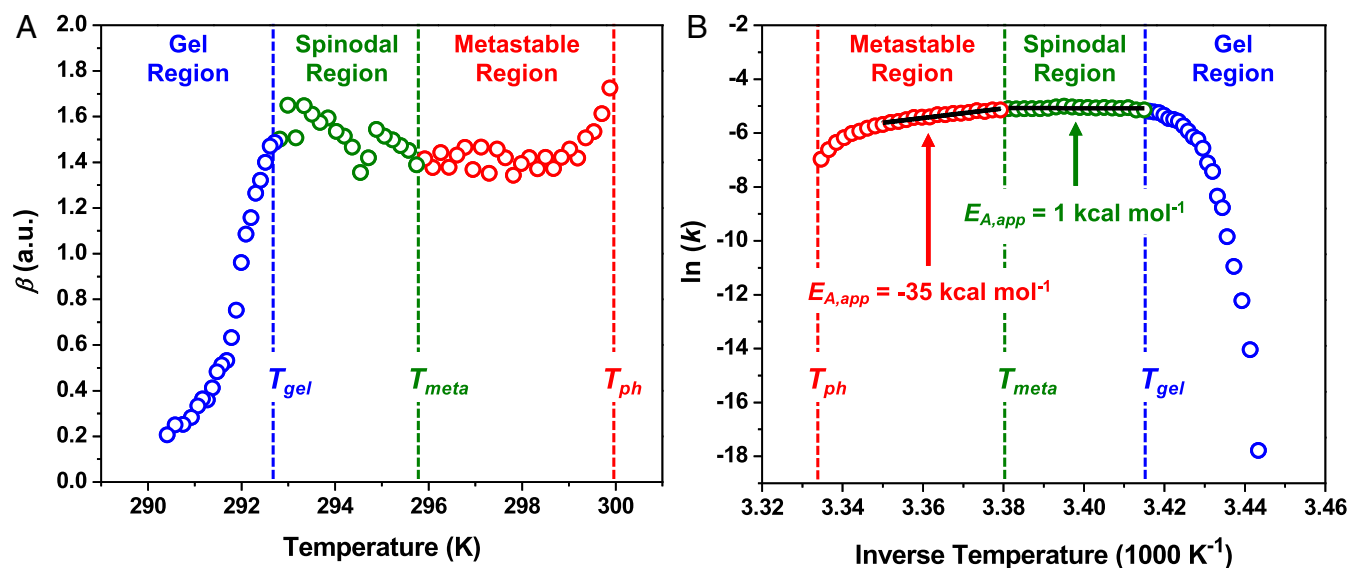 A
Gel
Region
Spinodal
Region
Metastable
Region
2.0
1.8
1.6
1.4
1.2
1.0
0.8
0.6
0.4
0.2
0.0
β (a.u.)
T_gel
T_meta
T_ph
290
292
294
296
298
300
Temperature (K)
B
Metastable
Region
Spinodal
Region
Gel
Region
-2
-4
-6
-8
-10
-12
-14
-16
-18
ln (k)
E_A,app = 1 kcal mol⁻¹
E_A,app = -35 kcal mol⁻¹
T_ph
T_meta
T_gel
3.32
3.34
3.36
3.38
3.40
3.42
3.44
3.46
Inverse Temperature (1000 K⁻¹)